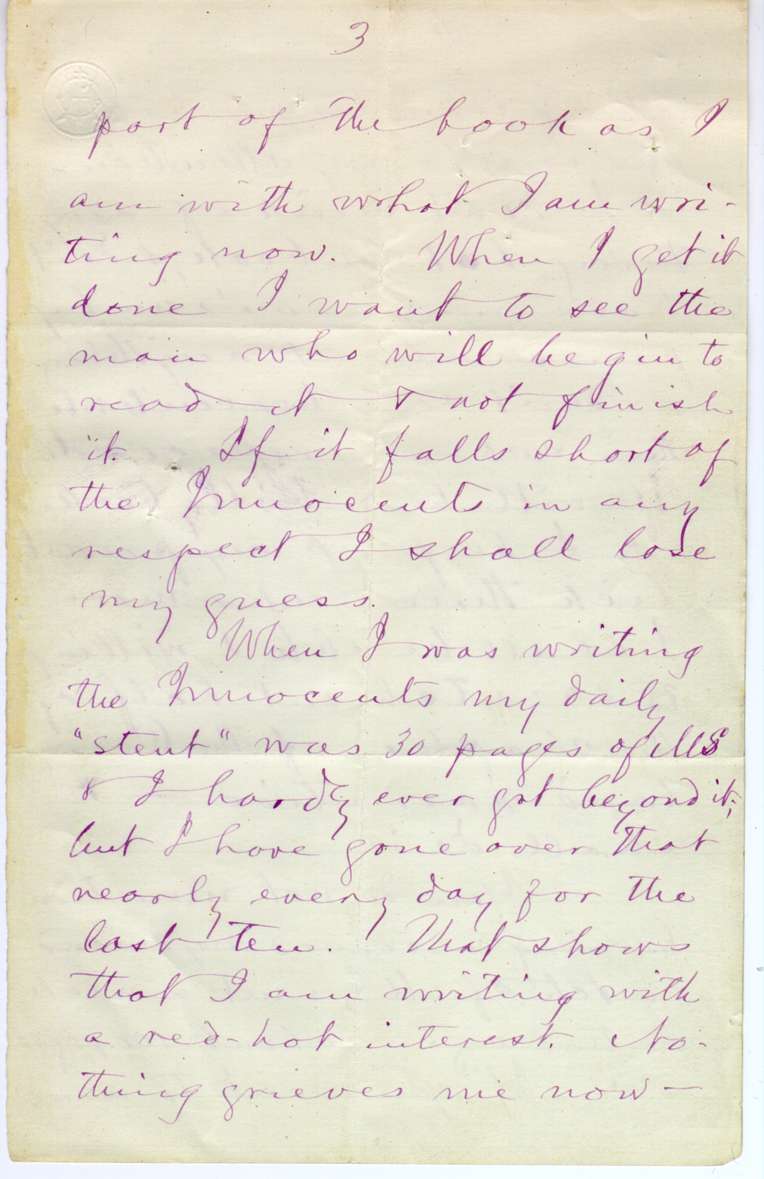 3
part of the book as I
am with what I am wri-
ting now. When I get it
done I want to see the
man who will begin to
read it & not finish
it. If it falls short of
the Innocents in any
respect I shall lose
my guess.
When I was writing
the Innocents my daily
"stent" was 30 pages of MS
& I hardly ever got beyond it;
but I have gone over that
nearly every day for the
last ten. That shows
that I am writing with
a red-hot interest. No-
thing grieves me now—